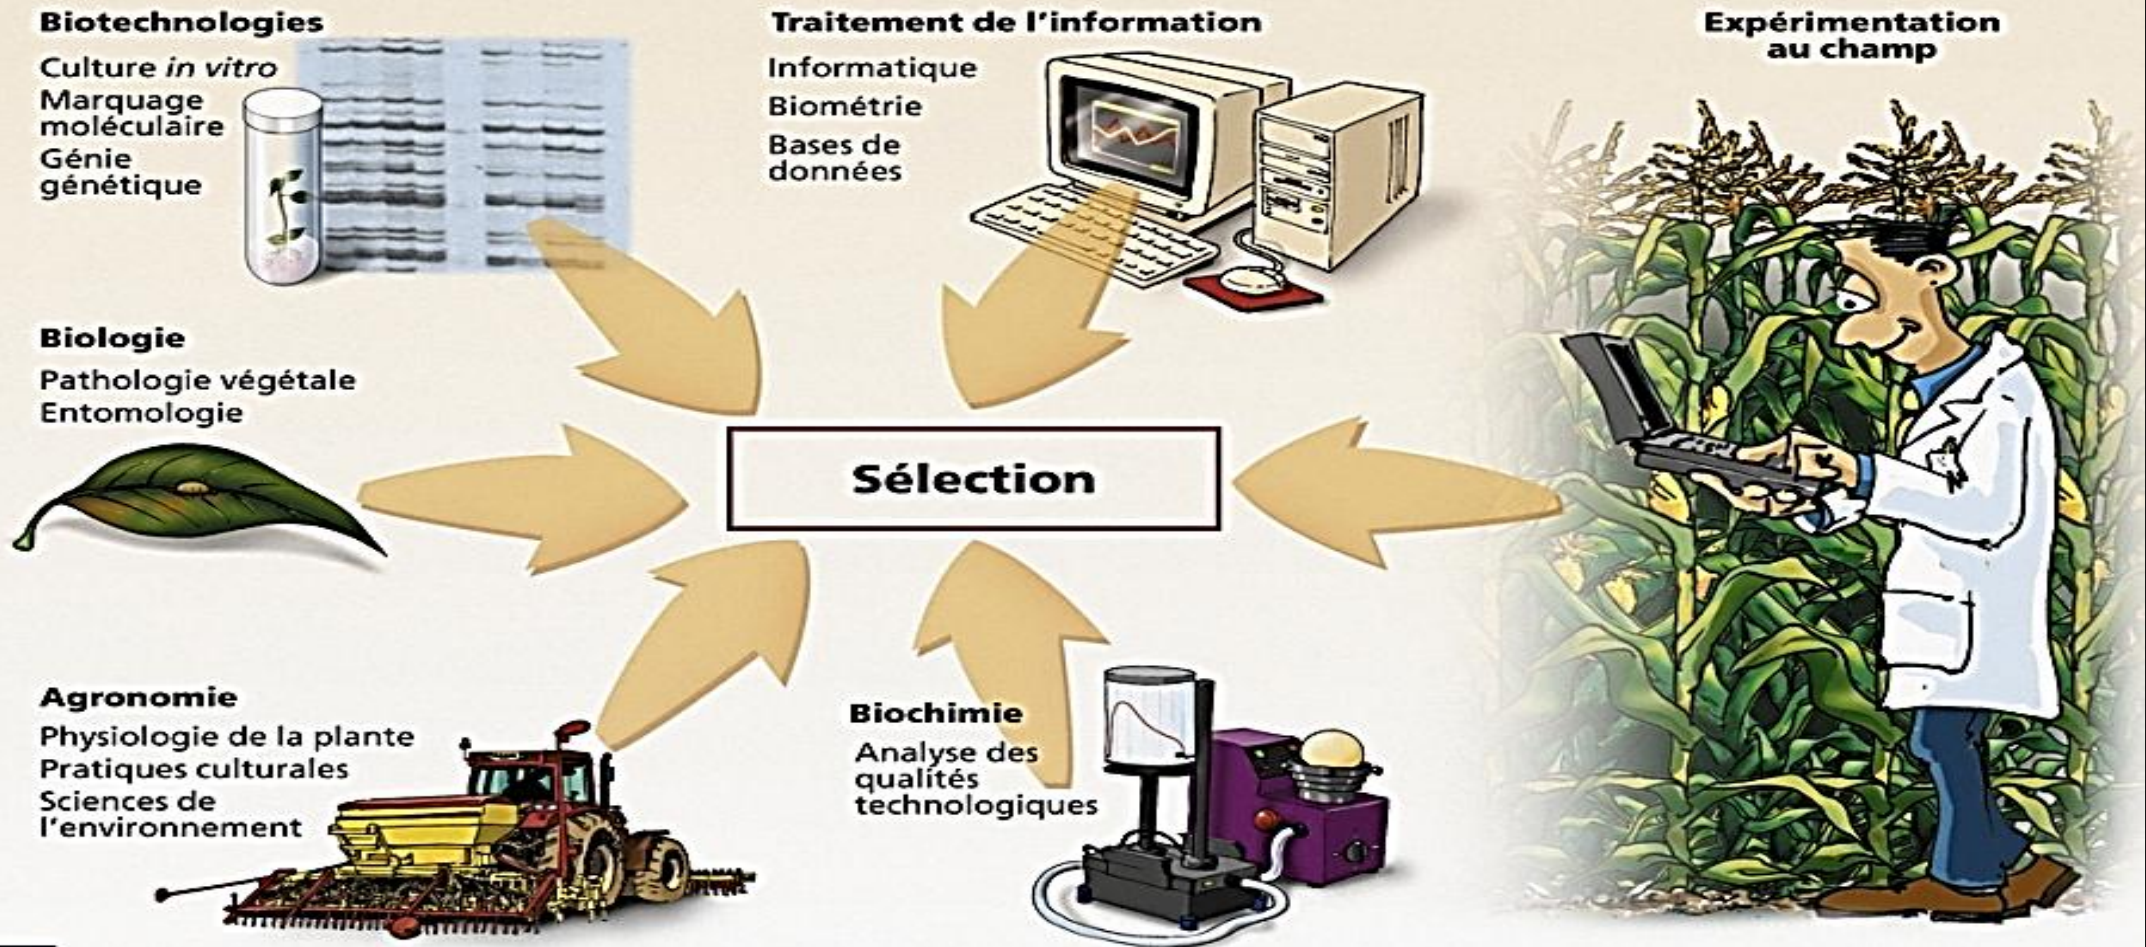 Biotechnologies
Culture in vitro
Marquage
moléculaire
Génie
génétique
Traitement de l'information
Informatique
Biométrie
Bases de
données
Expérimentation
au champ
Biologie
Pathologie végétale
Entomologie
Sélection
Agronomie
Physiologie de la plante
Pratiques culturales
Sciences de
l'environnement
Biochimie
Analyse des
qualités
technologiques